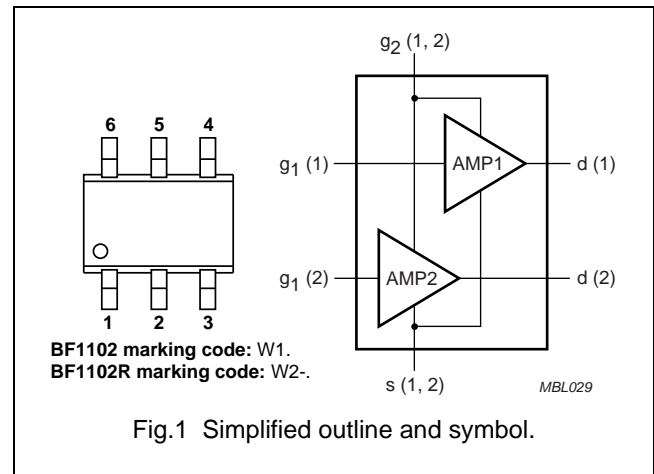 g2 (1, 2)
6 5 4
g1 (1) AMP1 d (1)
g1 (2) AMP2 d (2)
1 2 3
BF1102 marking code: W1.
BF1102R marking code: W2-.
s (1, 2) MBL029
Fig.1 Simplified outline and symbol.